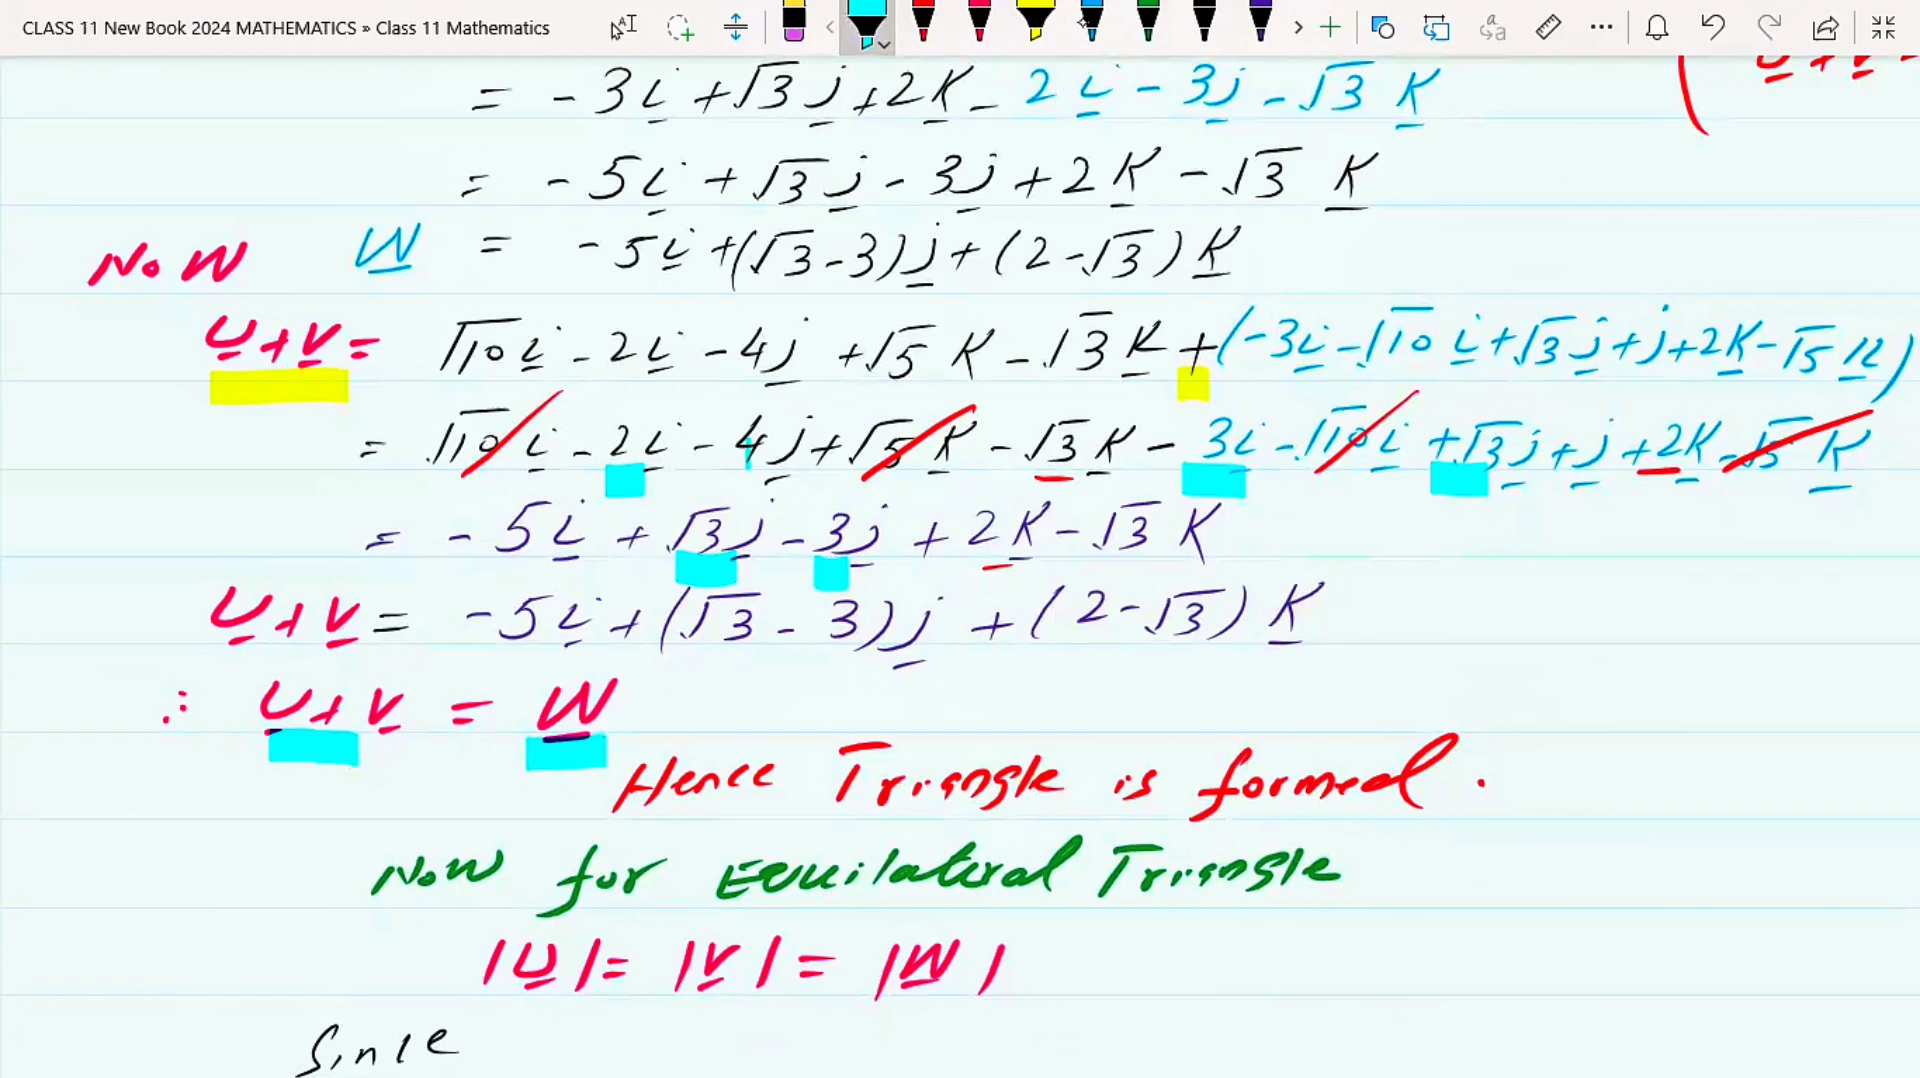 CLASS 11 New Book 2024 MATHEMATICS » Class 11 Mathematics
= - 3i + √3 j + 2K - 2i - 3j - √3 K
= - 5i + √3 j - 3j + 2K - √3 K
Now W = - 5i + (√3 - 3)j + (2 - √3)K
U + V = √10 i - 2i - 4j + √5 K - √3 K + (-3i - √10 i + √3 j + j + 2K - √5 K)
= √10 i - 2i - 4j + √5 K - √3 K - 3i - √10 i + √3 j + j + 2K - √5 K
= - 5i + √3 j - 3j + 2K - √3 K
U + V = - 5i + (√3 - 3)j + (2 - √3)K
∴ U + V = W
Hence Triangle is formed.
Now for Equilateral Triangle
|U| = |V| = |W|
Since